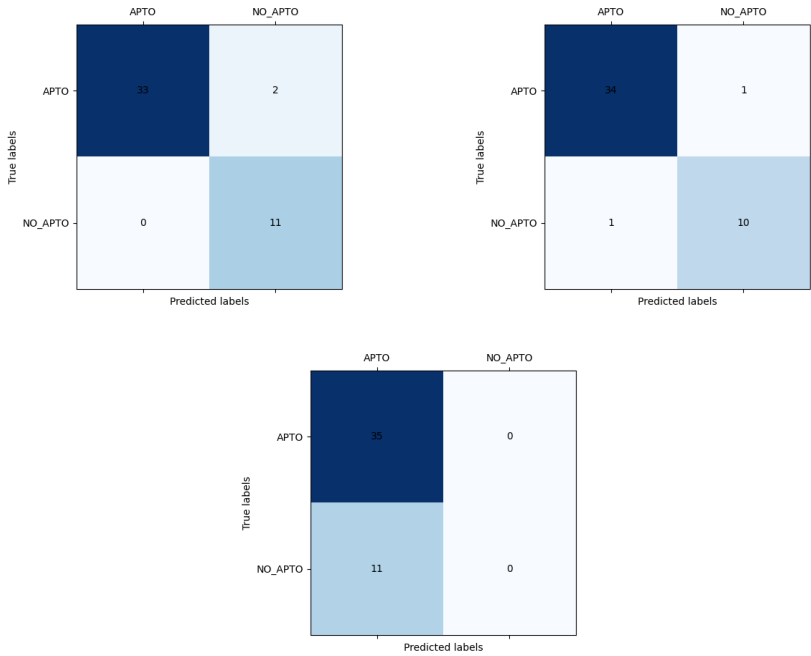 APTO NO_APTO
True labels
APTO 33 2
NO_APTO 0 11
Predicted labels
APTO NO_APTO
True labels
APTO 34 1
NO_APTO 1 10
Predicted labels
APTO NO_APTO
True labels
APTO 35 0
NO_APTO 11 0
Predicted labels